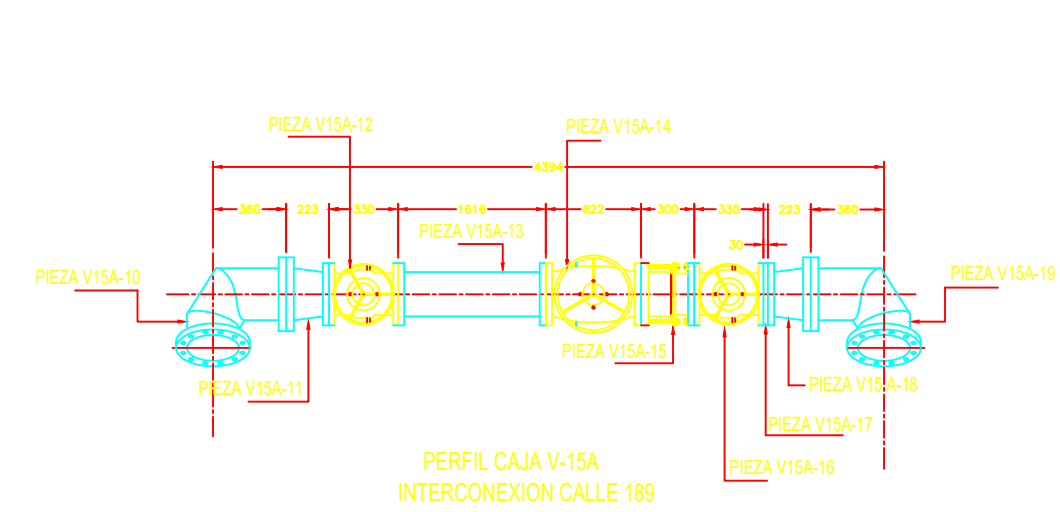 PIEZA V15A-12
PIEZA V15A-14
4394
360
223
330
1616
622
300
330
223
360
PIEZA V15A-13
30
PIEZA V15A-10
PIEZA V15A-19
PIEZA V15A-15
PIEZA V15A-11
PIEZA V15A-18
PIEZA V15A-17
PIEZA V15A-16
PERFIL CAJA V-15A
INTERCONEXION CALLE 189